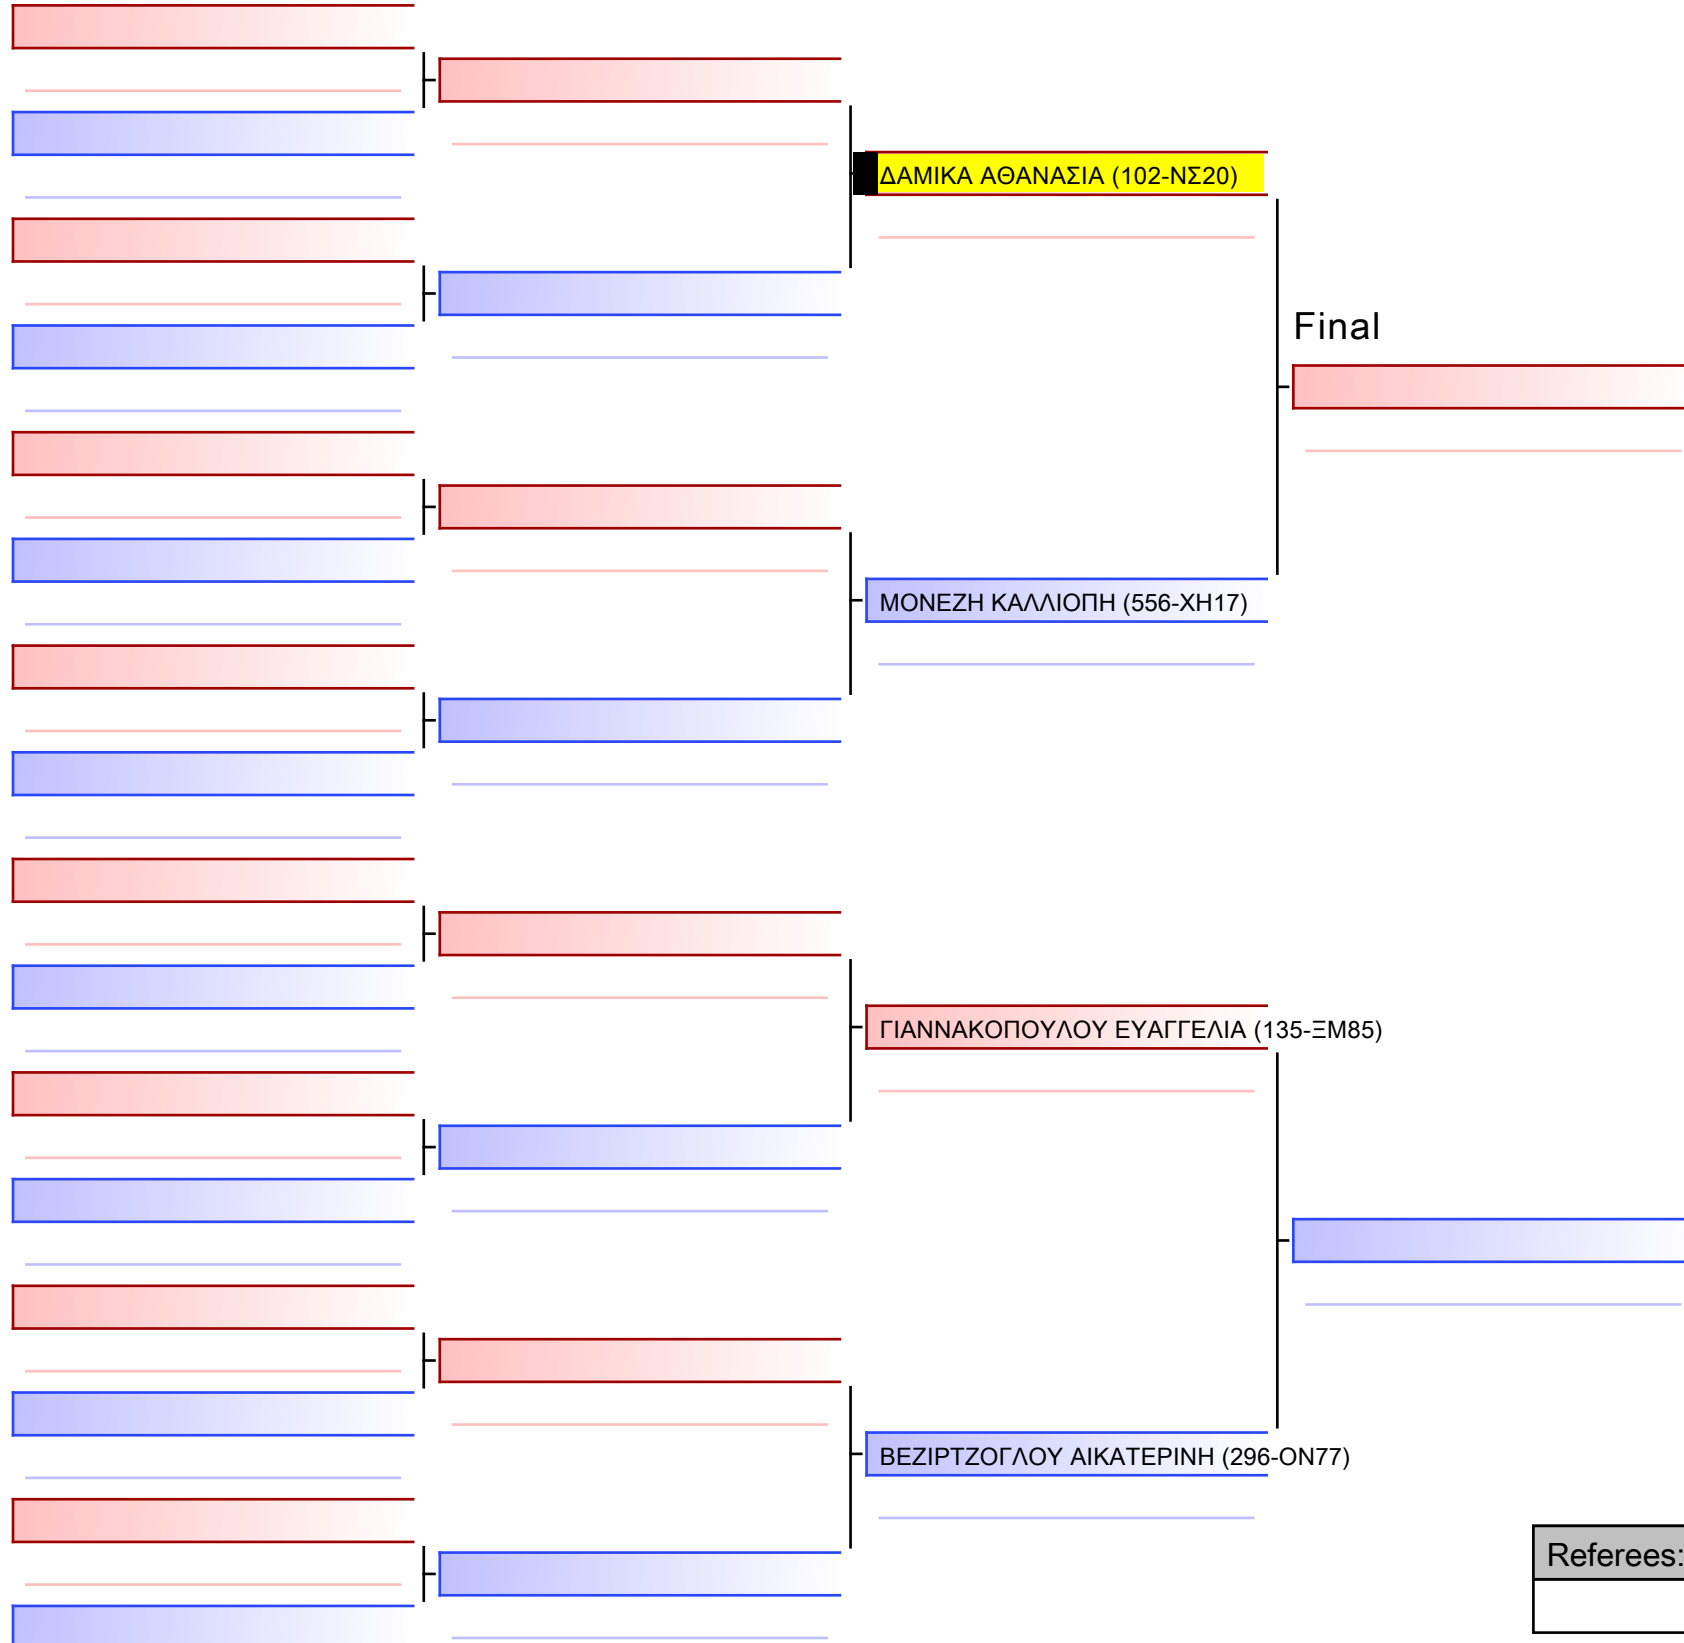 ΔΑΜΙΚΑ ΑΘΑΝΑΣΙΑ (102-ΝΣ20)
Final
ΜΟΝΕΖΗ ΚΑΛΛΙΟΠΗ (556-ΧΗ17)
ΓΙΑΝΝΑΚΟΠΟΥΛΟΥ ΕΥΑΓΓΕΛΙΑ (135-ΞΜ85)
ΒΕΖΙΡΤΖΟΓΛΟΥ ΑΙΚΑΤΕΡΙΝΗ (296-ΟΝ77)
Referees: